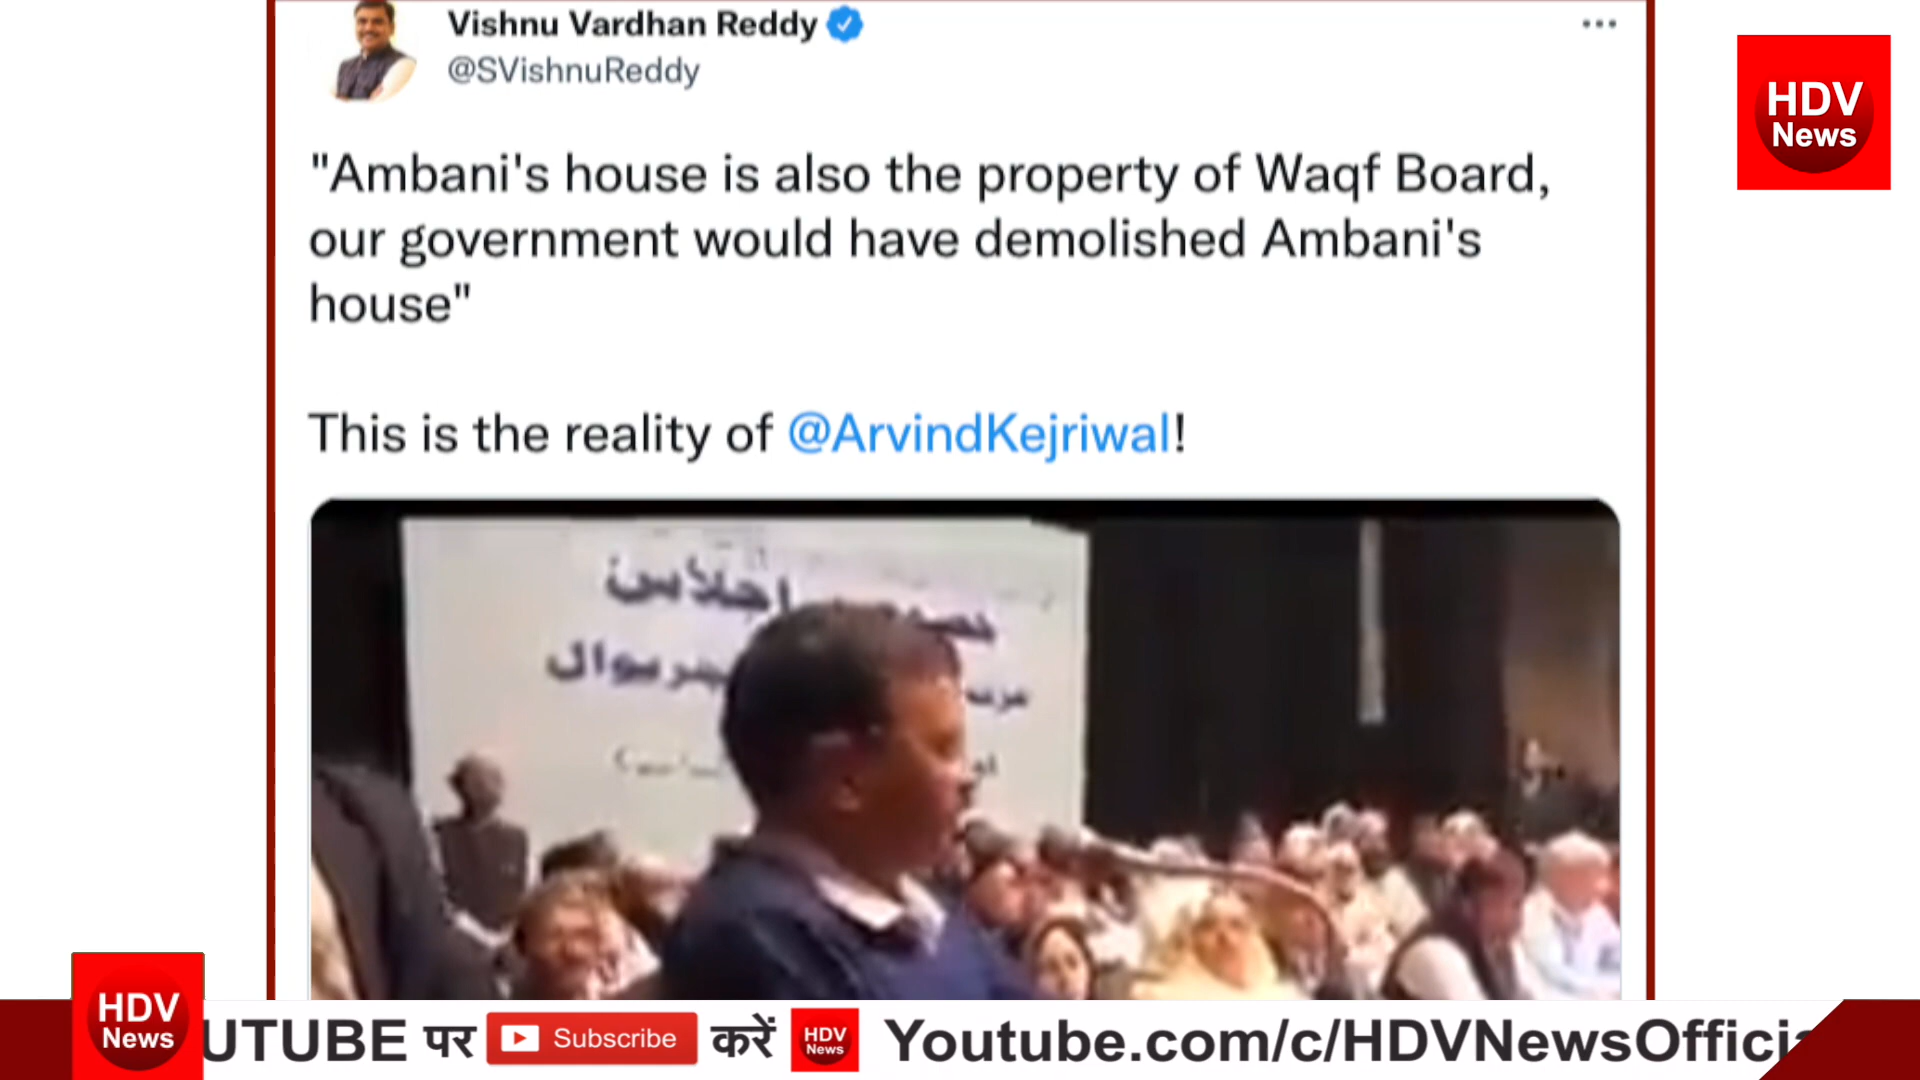 Vishnu Vardhan Reddy
@SVishnuReddy
HDV
News
"Ambani's house is also the property of Waqf Board,
our government would have demolished Ambani's
house"
This is the reality of @ArvindKejriwal!
اجلاس
HDV
News
UTUBE पर Subscribe करें HDV News Youtube.com/c/HDVNewsOffici